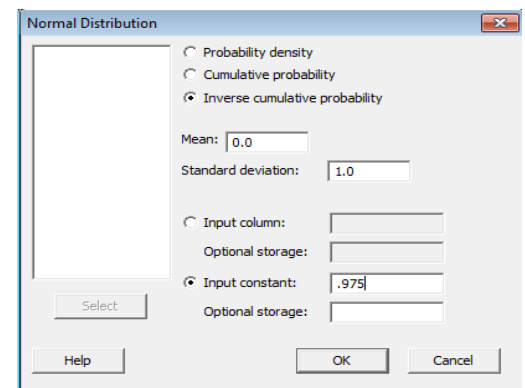 Normal Distribution
Probability density
Cumulative probability
Inverse cumulative probability
Mean: 0.0
Standard deviation: 1.0
Input column:
Optional storage:
Input constant: .975
Optional storage:
Select
Help OK Cancel